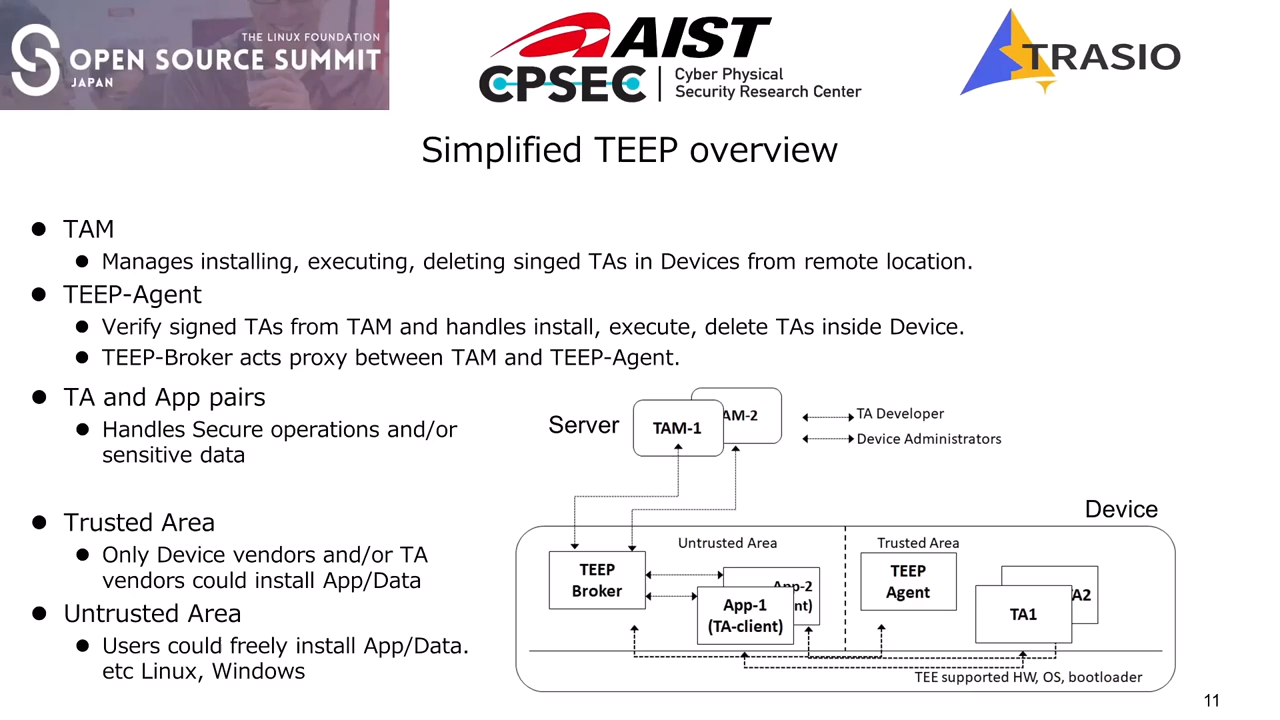 THE LINUX FOUNDATION
OPEN SOURCE SUMMIT
JAPAN
AIST
CPSEC
Cyber Physical
Security Research Center
TRASIO
Simplified TEEP overview
● TAM
● Manages installing, executing, deleting singed TAs in Devices from remote location.
● TEEP-Agent
● Verify signed TAs from TAM and handles install, execute, delete TAs inside Device.
● TEEP-Broker acts proxy between TAM and TEEP-Agent.
● TA and App pairs
● Handles Secure operations and/or
sensitive data
● Trusted Area
● Only Device vendors and/or TA
vendors could install App/Data
● Untrusted Area
● Users could freely install App/Data.
etc Linux, Windows
Server
TAM-1
AM-2
TA Developer
Device Administrators
Device
Untrusted Area
Trusted Area
TEEP
Broker
App-2
nt)
App-1
(TA-client)
TEEP
Agent
A2
TA1
TEE supported HW, OS, bootloader
11